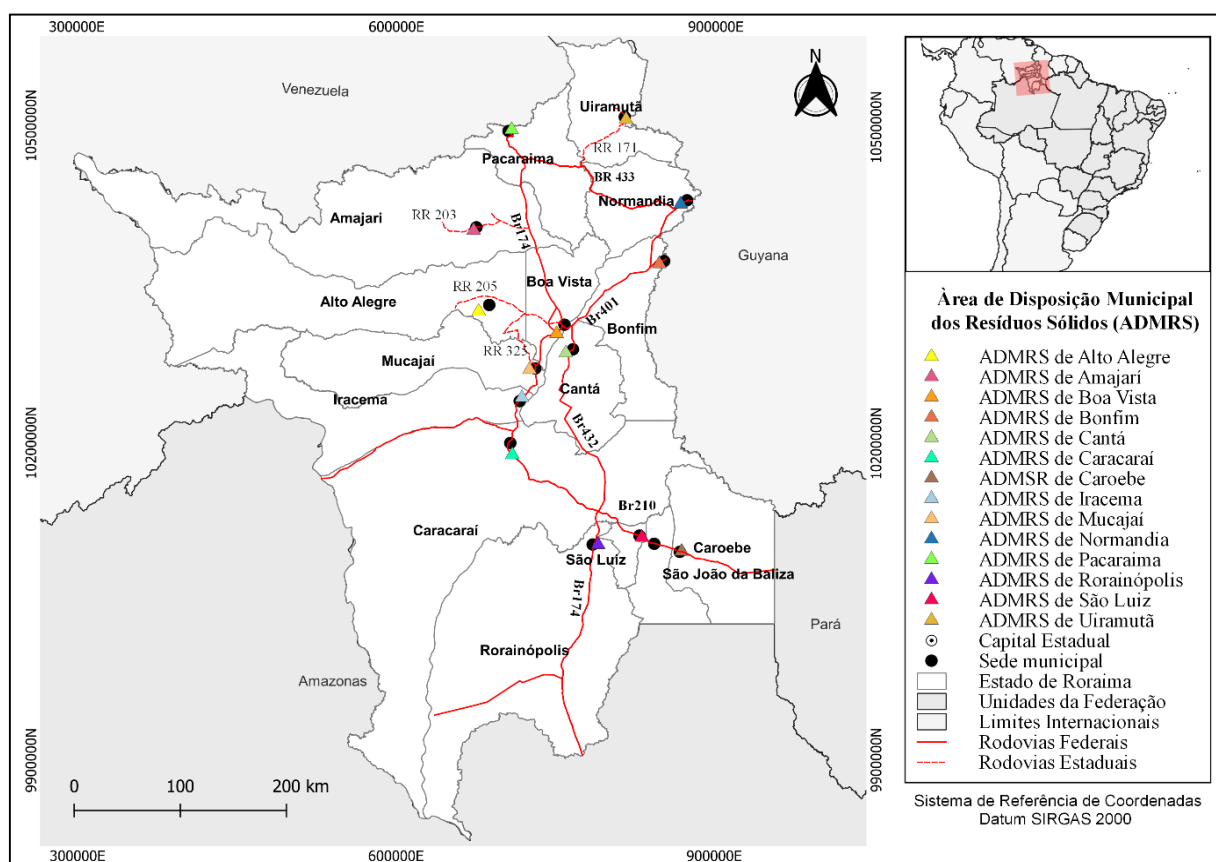 300000E
600000E
900000E
N
Venezuela
Uiramutã
10500000N
10500000N
Pacaraima
RR 171
BR 433
Normandia
Amajari
RR 203
Br174
Guyana
Boa Vista
RR 205
Alto Alegre
Br401
Bonfim
RR 325
Mucajaí
Cantá
Iracema
Br432
10200000N
10200000N
Br210
Caracaraí
São Luíz
Caroebe
São João da Baliza
Br174
Pará
Rorainópolis
Amazonas
9900000N
9900000N
0 100 200 km
300000E
600000E
900000E
Àrea de Disposição Municipal
dos Resíduos Sólidos (ADMRS)
ADMRS de Alto Alegre
ADMRS de Amajari
ADMRS de Boa Vista
ADMRS de Bonfim
ADMRS de Cantá
ADMRS de Caracaraí
ADMSR de Caroebe
ADMRS de Iracema
ADMRS de Mucajaí
ADMRS de Normandia
ADMRS de Pacaraima
ADMRS de Rorainópolis
ADMRS de São Luiz
ADMRS de Uiramutã
Capital Estadual
Sede municipal
Estado de Roraima
Unidades da Federação
Limites Internacionais
Rodovias Federais
Rodovias Estaduais
Sistema de Referência de Coordenadas
Datum SIRGAS 2000